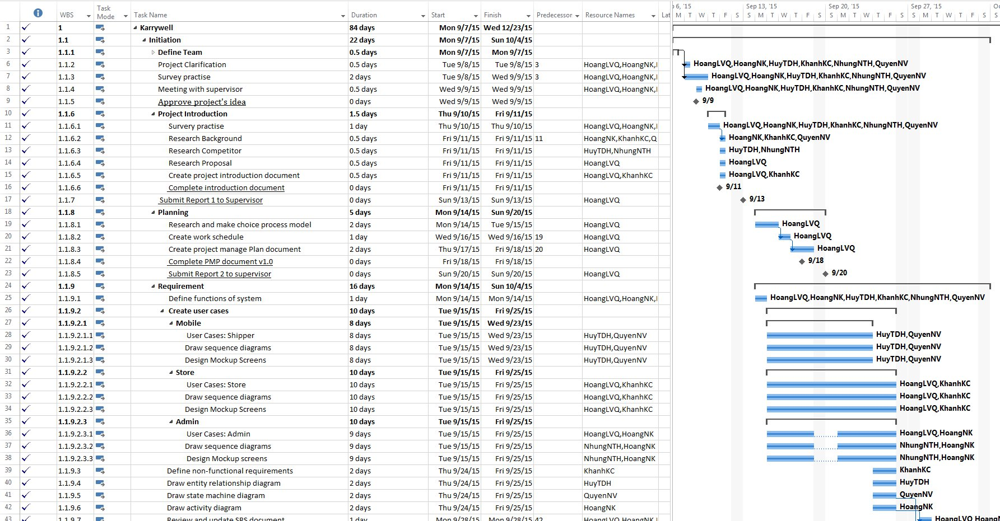 WBS Task Mode Task Name Duration Start Finish Predecessor Resource Names Lat 6, '15 Sep 13, '15 Sep 20, '15 Sep 27, '15
M T W T F S S M T W T F S S M T W T F S S M T W T F S S
1 1 Karrywell 84 days Mon 9/7/15 Wed 12/23/15
2 1.1 Initiation 22 days Mon 9/7/15 Sun 10/4/15
3 1.1.1 Define Team 0.5 days Mon 9/7/15 Mon 9/7/15
6 1.1.2 Project Clarification 0.5 days Tue 9/8/15 Tue 9/8/15 3 HoangLVQ,HoangNK, HoangLVQ,HoangNK,HuyTDH,KhanhKC,NhungNTH,QuyenNV
7 1.1.3 Survey practise 2 days Tue 9/8/15 Wed 9/9/15 3 HoangLVQ,HoangNK, HoangLVQ,HoangNK,HuyTDH,KhanhKC,NhungNTH,QuyenNV
8 1.1.4 Meeting with supervisor 0.5 days Wed 9/9/15 Wed 9/9/15 HoangLVQ,HoangNK, HoangLVQ,HoangNK,HuyTDH,KhanhKC,NhungNTH,QuyenNV
9 1.1.5 Approve project's idea 0 days Wed 9/9/15 Wed 9/9/15 9/9
10 1.1.6 Project Introduction 1.5 days Thu 9/10/15 Fri 9/11/15
11 1.1.6.1 Survery practise 1 day Thu 9/10/15 Thu 9/10/15 HoangLVQ,HoangNK, HoangLVQ,HoangNK,HuyTDH,KhanhKC,NhungNTH,QuyenNV
12 1.1.6.2 Research Background 0.5 days Fri 9/11/15 Fri 9/11/15 11 HoangNK,KhanhKC,Q HoangNK,KhanhKC,QuyenNV
13 1.1.6.3 Research Competitor 0.5 days Fri 9/11/15 Fri 9/11/15 HuyTDH,NhungNTH HuyTDH,NhungNTH
14 1.1.6.4 Research Proposal 0.5 days Fri 9/11/15 Fri 9/11/15 HoangLVQ HoangLVQ
15 1.1.6.5 Create project introduction document 0.5 days Fri 9/11/15 Fri 9/11/15 HoangLVQ,KhanhKC HoangLVQ,KhanhKC
16 1.1.6.6 Complete introduction document 0 days Fri 9/11/15 Fri 9/11/15 9/11
17 1.1.7 Submit Report 1 to Supervisor 0 days Sun 9/13/15 Sun 9/13/15 HoangLVQ 9/13
18 1.1.8 Planning 5 days Mon 9/14/15 Sun 9/20/15
19 1.1.8.1 Research and make choice process model 2 days Mon 9/14/15 Tue 9/15/15 HoangLVQ HoangLVQ
20 1.1.8.2 Create work schedule 1 day Wed 9/16/15 Wed 9/16/15 19 HoangLVQ HoangLVQ
21 1.1.8.3 Create project manage Plan document 2 days Thu 9/17/15 Fri 9/18/15 20 HoangLVQ HoangLVQ
22 1.1.8.4 Complete PMP document v1.0 0 days Fri 9/18/15 Fri 9/18/15 9/18
23 1.1.8.5 Submit Report 2 to supervisor 0 days Sun 9/20/15 Sun 9/20/15 HoangLVQ 9/20
24 1.1.9 Requirement 16 days Mon 9/14/15 Sun 10/4/15
25 1.1.9.1 Define functions of system 1 day Mon 9/14/15 Mon 9/14/15 HoangLVQ,HoangNK, HoangLVQ,HoangNK,HuyTDH,KhanhKC,NhungNTH,QuyenNV
26 1.1.9.2 Create user cases 10 days Tue 9/15/15 Fri 9/25/15
27 1.1.9.2.1 Mobile 8 days Tue 9/15/15 Wed 9/23/15
28 1.1.9.2.1.1 User Cases: Shipper 8 days Tue 9/15/15 Wed 9/23/15 HuyTDH,QuyenNV HuyTDH,QuyenNV
29 1.1.9.2.1.2 Draw sequence diagrams 8 days Tue 9/15/15 Wed 9/23/15 HuyTDH,QuyenNV HuyTDH,QuyenNV
30 1.1.9.2.1.3 Design Mockup Screens 8 days Tue 9/15/15 Wed 9/23/15 HuyTDH,QuyenNV HuyTDH,QuyenNV
31 1.1.9.2.2 Store 10 days Tue 9/15/15 Fri 9/25/15
32 1.1.9.2.2.1 User Cases: Store 10 days Tue 9/15/15 Fri 9/25/15 HoangLVQ,KhanhKC HoangLVQ,KhanhKC
33 1.1.9.2.2.2 Draw sequence diagrams 10 days Tue 9/15/15 Fri 9/25/15 HoangLVQ,KhanhKC HoangLVQ,KhanhKC
34 1.1.9.2.2.3 Design Mockup Screens 10 days Tue 9/15/15 Fri 9/25/15 HoangLVQ,KhanhKC HoangLVQ,KhanhKC
35 1.1.9.2.3 Admin 10 days Tue 9/15/15 Fri 9/25/15
36 1.1.9.2.3.1 User Cases: Admin 9 days Tue 9/15/15 Fri 9/25/15 HoangLVQ,HoangNK HoangLVQ,HoangNK
37 1.1.9.2.3.2 Draw sequence diagrams 9 days Tue 9/15/15 Fri 9/25/15 NhungNTH,HoangNK NhungNTH,HoangNK
38 1.1.9.2.3.3 Design Mockup screens 9 days Tue 9/15/15 Fri 9/25/15 NhungNTH,HoangNK NhungNTH,HoangNK
39 1.1.9.3 Define non-functional requirements 2 days Thu 9/24/15 Fri 9/25/15 KhanhKC KhanhKC
40 1.1.9.4 Draw entity relationship diagram 2 days Thu 9/24/15 Fri 9/25/15 HuyTDH HuyTDH
41 1.1.9.5 Draw state machine diagram 2 days Thu 9/24/15 Fri 9/25/15 QuyenNV QuyenNV
42 1.1.9.6 Draw activity diagram 2 days Thu 9/24/15 Fri 9/25/15 HoangNK HoangNK
43 1.1.9.7 Review and update SRS document 1 day Mon 9/28/15 Mon 9/28/15 42 HoangLVQ,HoangNK, HoangLVQ,HoangN